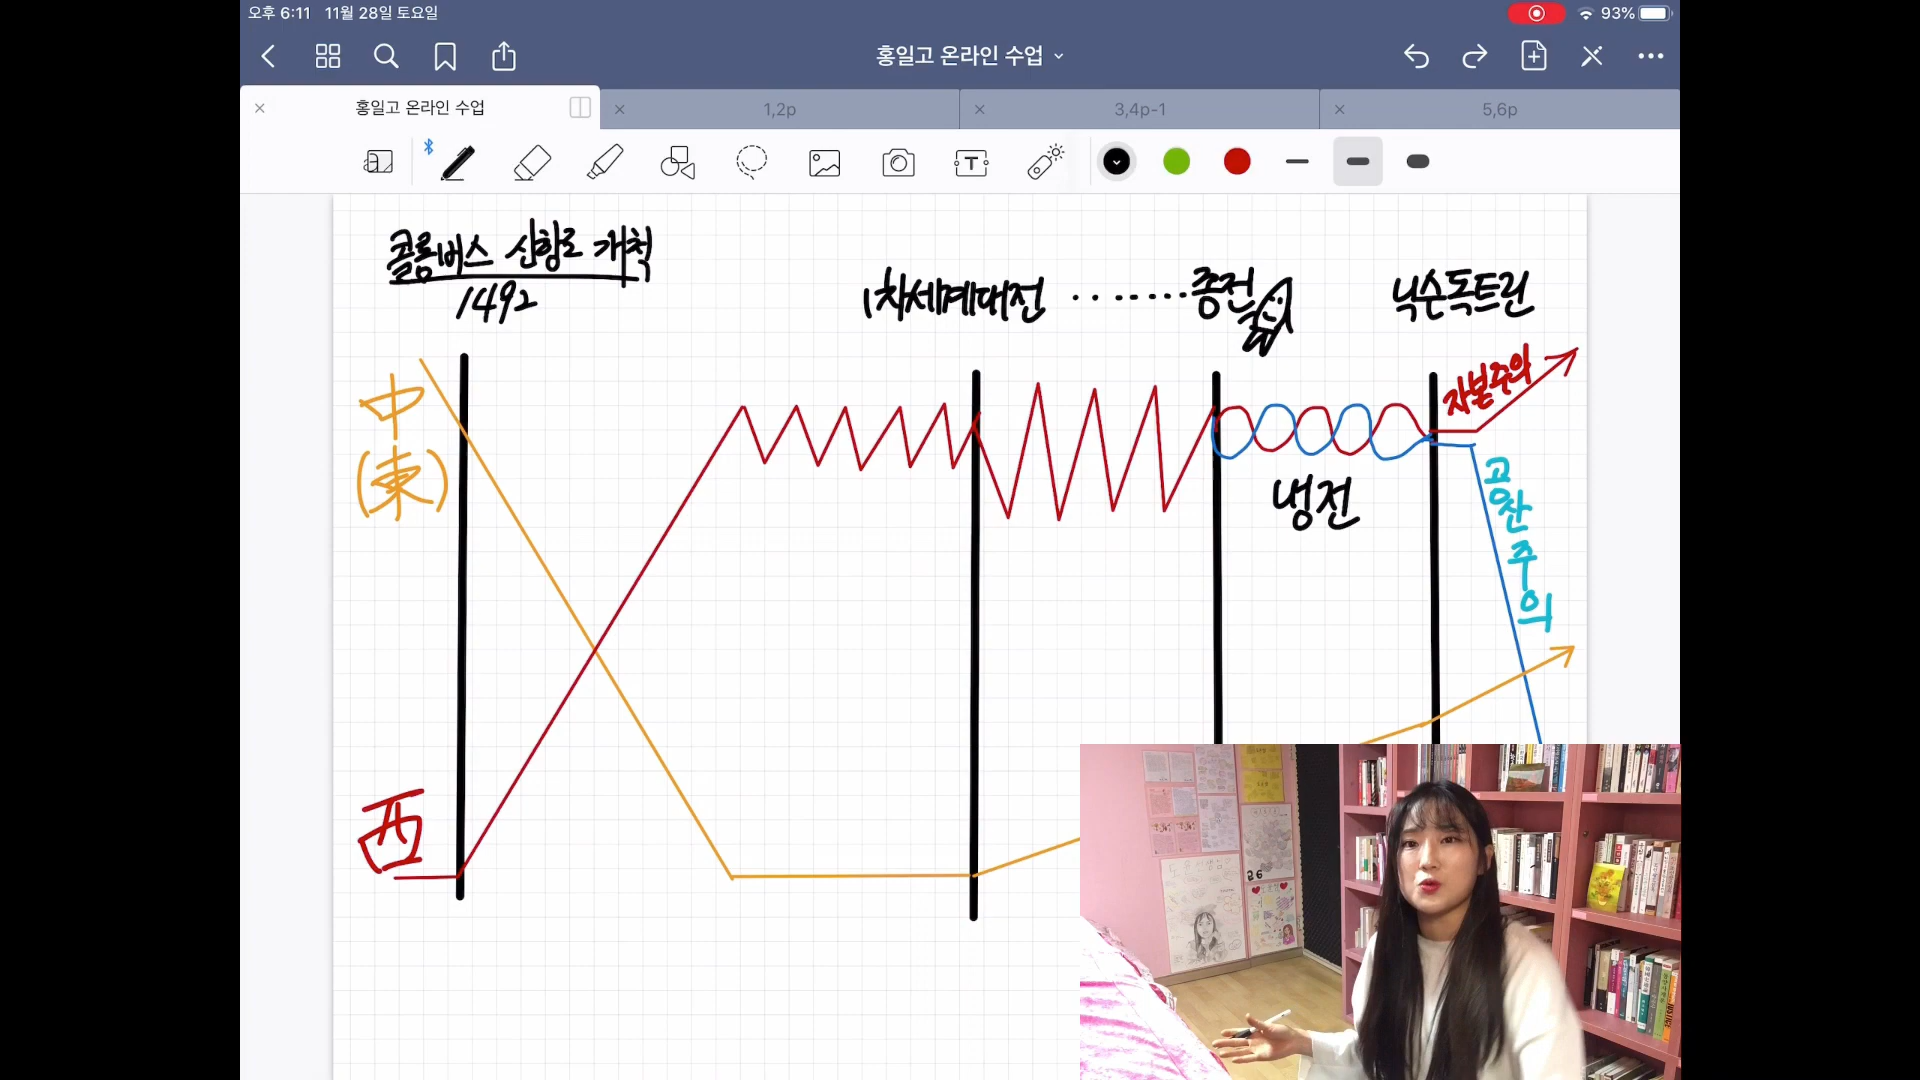 오후 6:11 11월 28일 토요일
93%
홍일고 온라인 수업
홍일고 온라인 수업
1,2p
3,4p-1
5,6p
콜롬버스 신항로 개척
1492
1차세계대전 ........ 종전
닉슨독트린
中
(東)
자본주의
냉전
공산주의
西